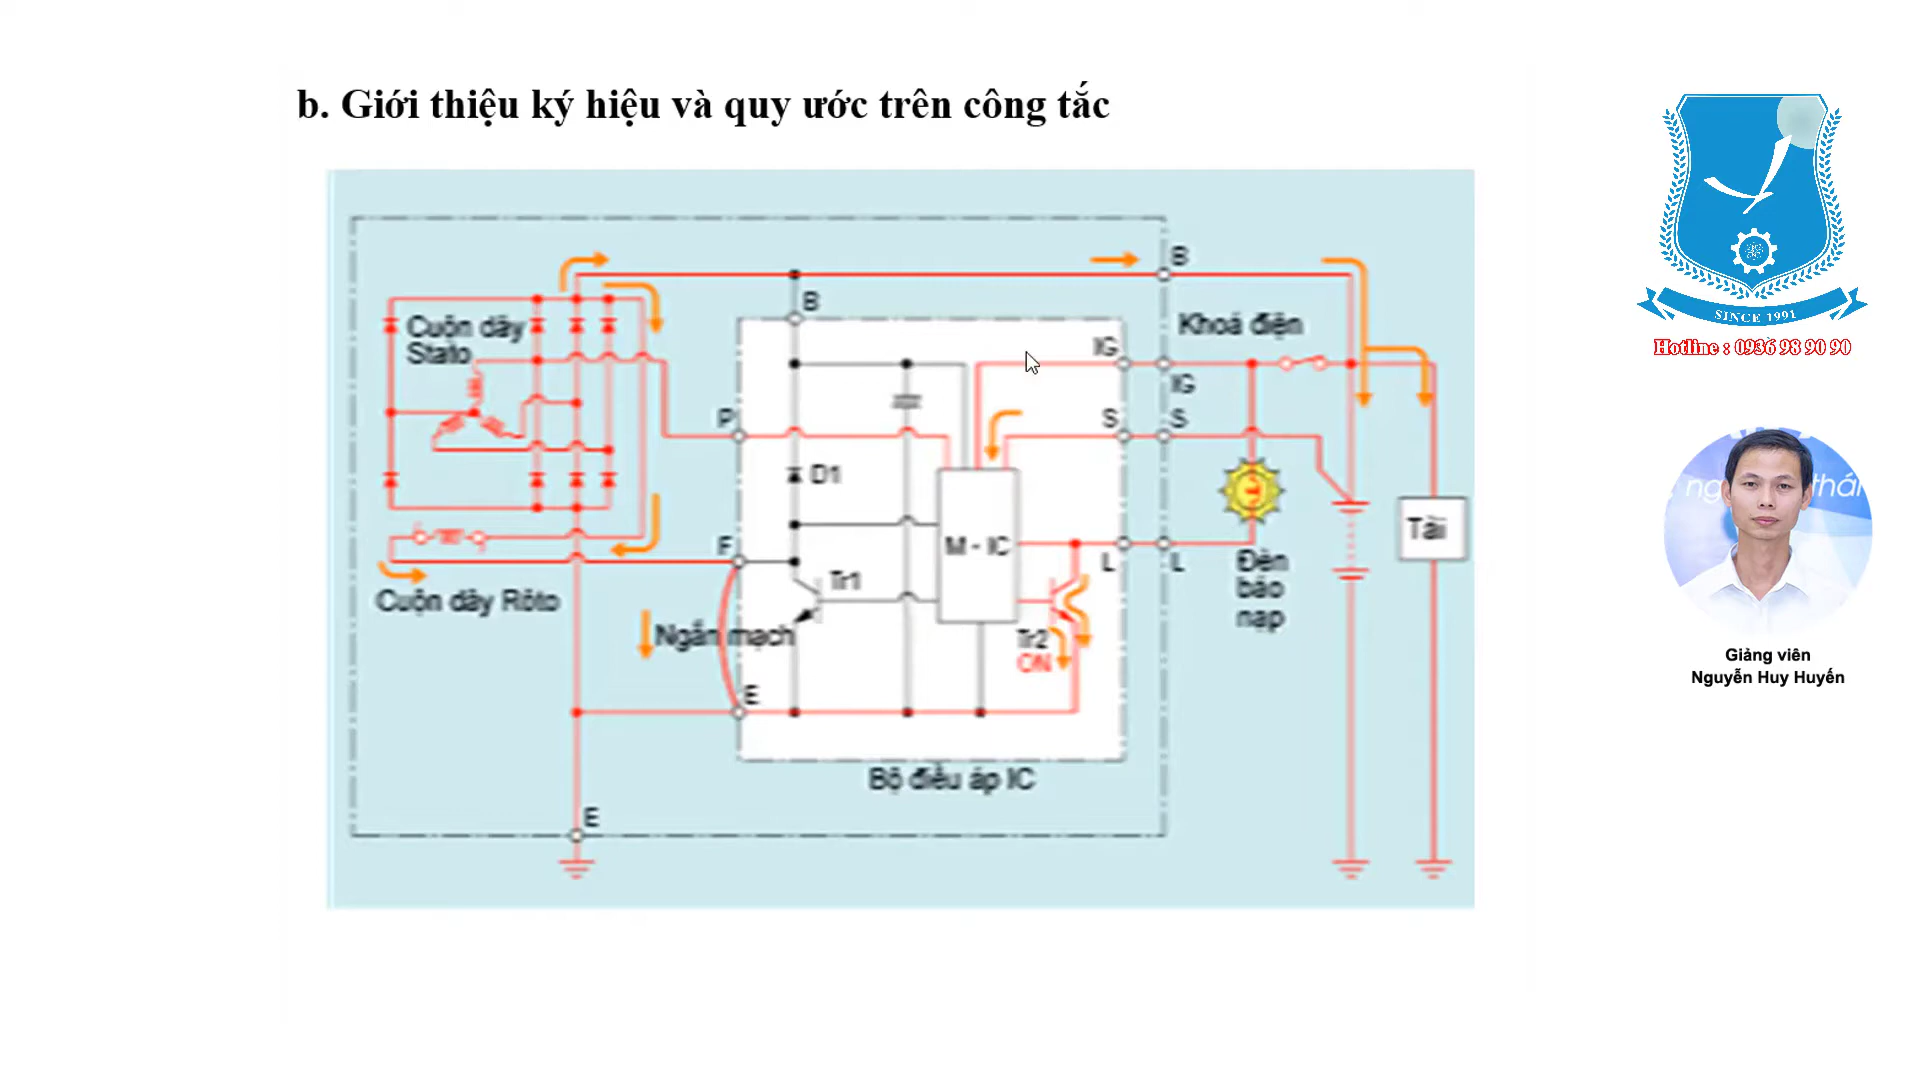 b. Giới thiệu ký hiệu và quy ước trên công tắc
B
B
Cuộn dây
Stato
Khoá điện
IG
IG
P
S
S
D1
F
M - IC
Tải
L
L
Đèn
báo
nạp
Tr1
Cuộn dây Rôto
Ngắn mạch
Tr2
ON
E
Bộ điều áp IC
E
SINCE 1991
Hotline : 0936 98 90 90
Giảng viên
Nguyễn Huy Huyến